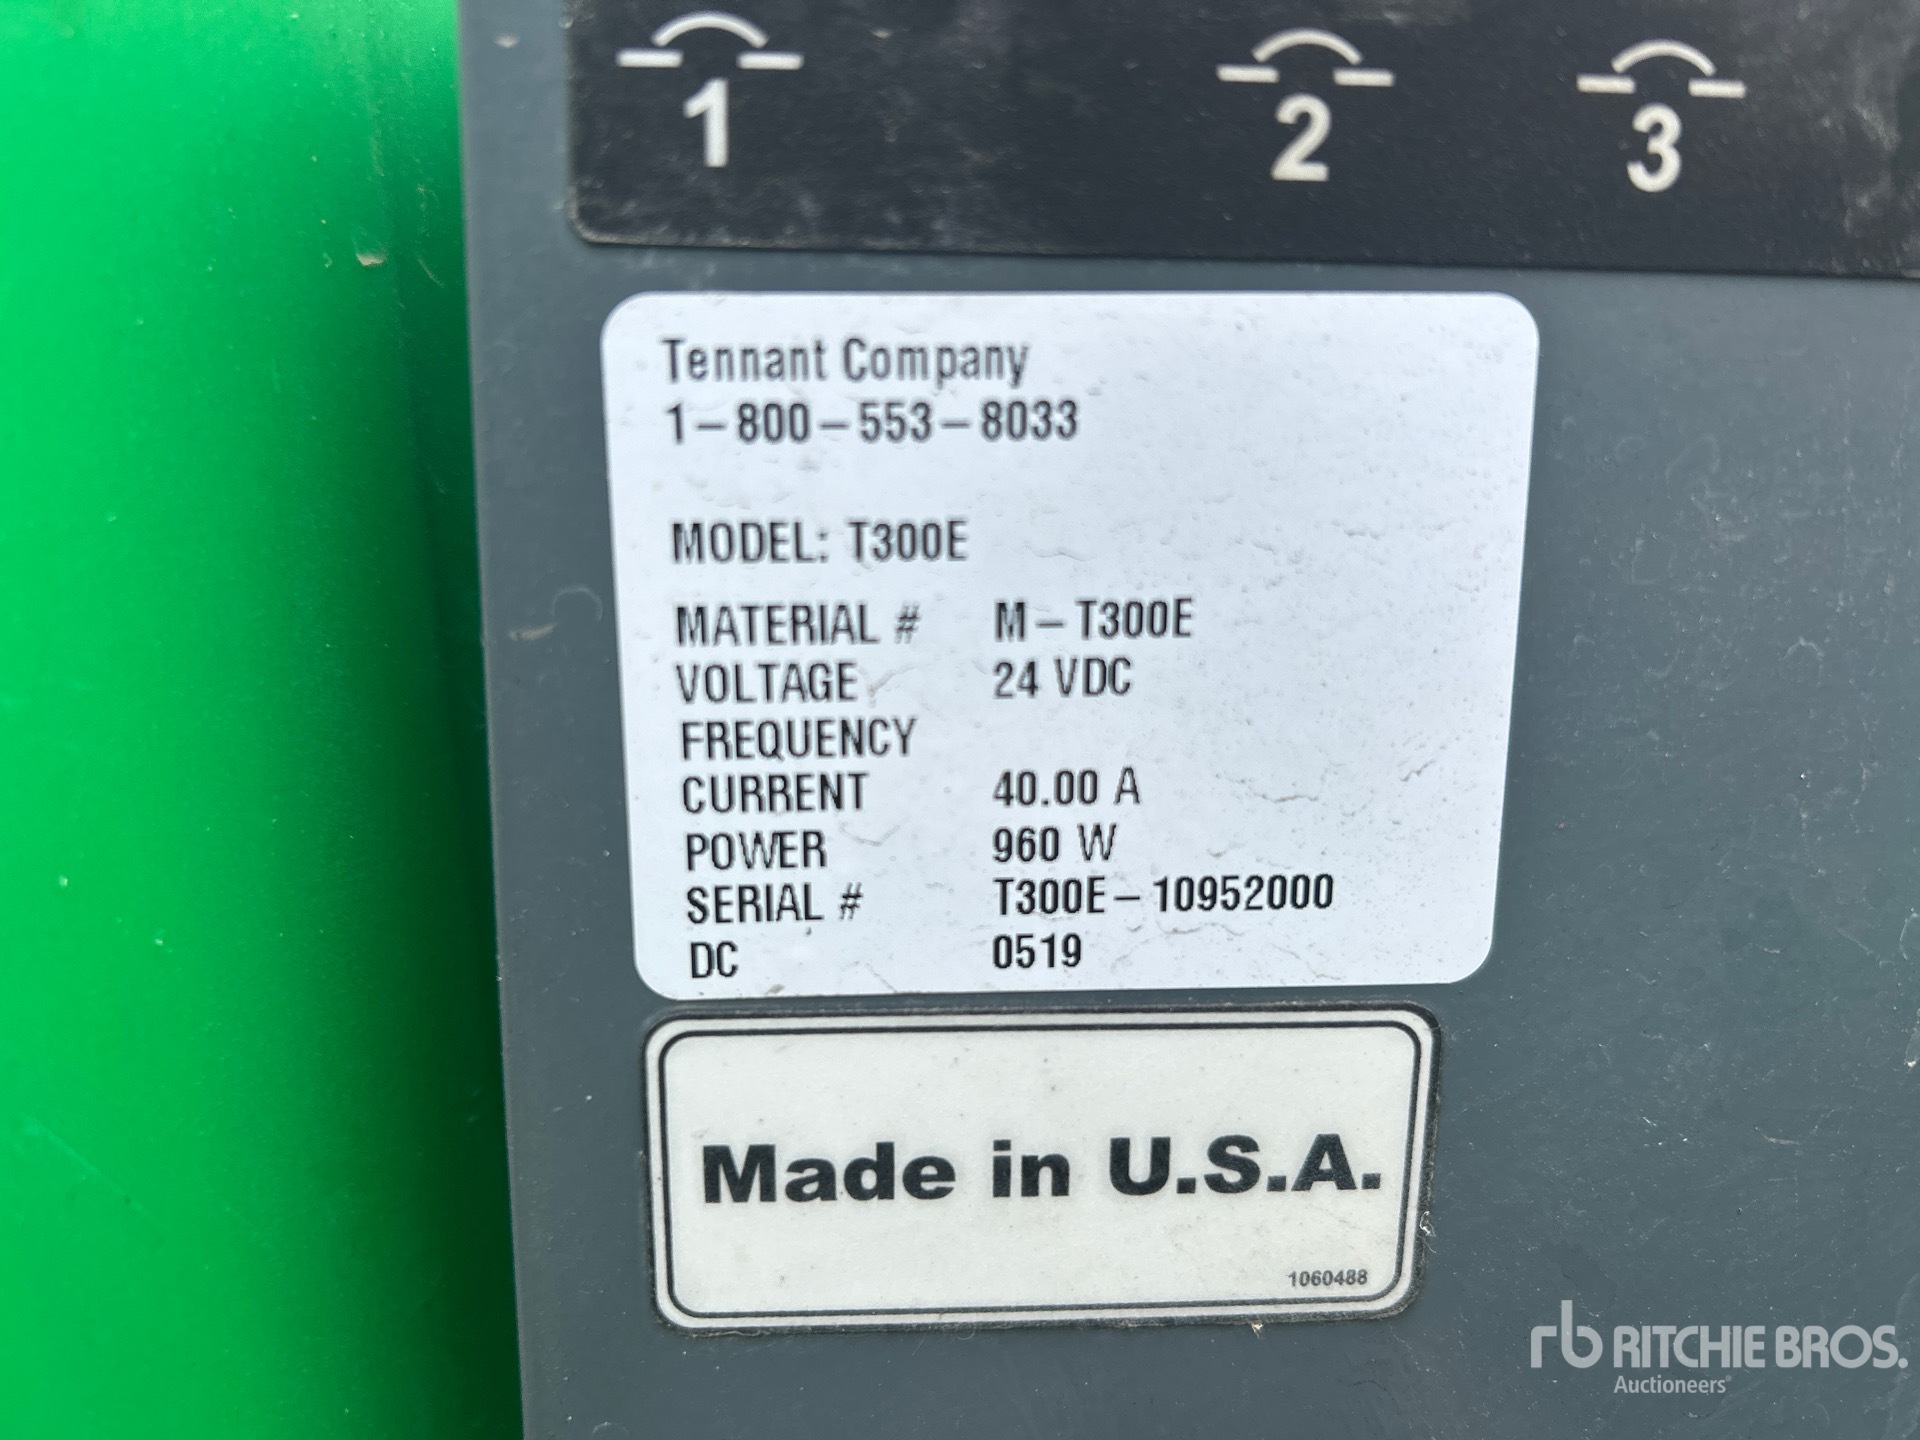 1 2 3
Tennant Company
1-800-553-8033
MODEL: T300E
MATERIAL # M-T300E
VOLTAGE 24 VDC
FREQUENCY
CURRENT 40.00 A
POWER 960 W
SERIAL # T300E-10952000
DC 0519
Made in U.S.A.
1060488
rb RITCHIE BROS.
Auctioneers